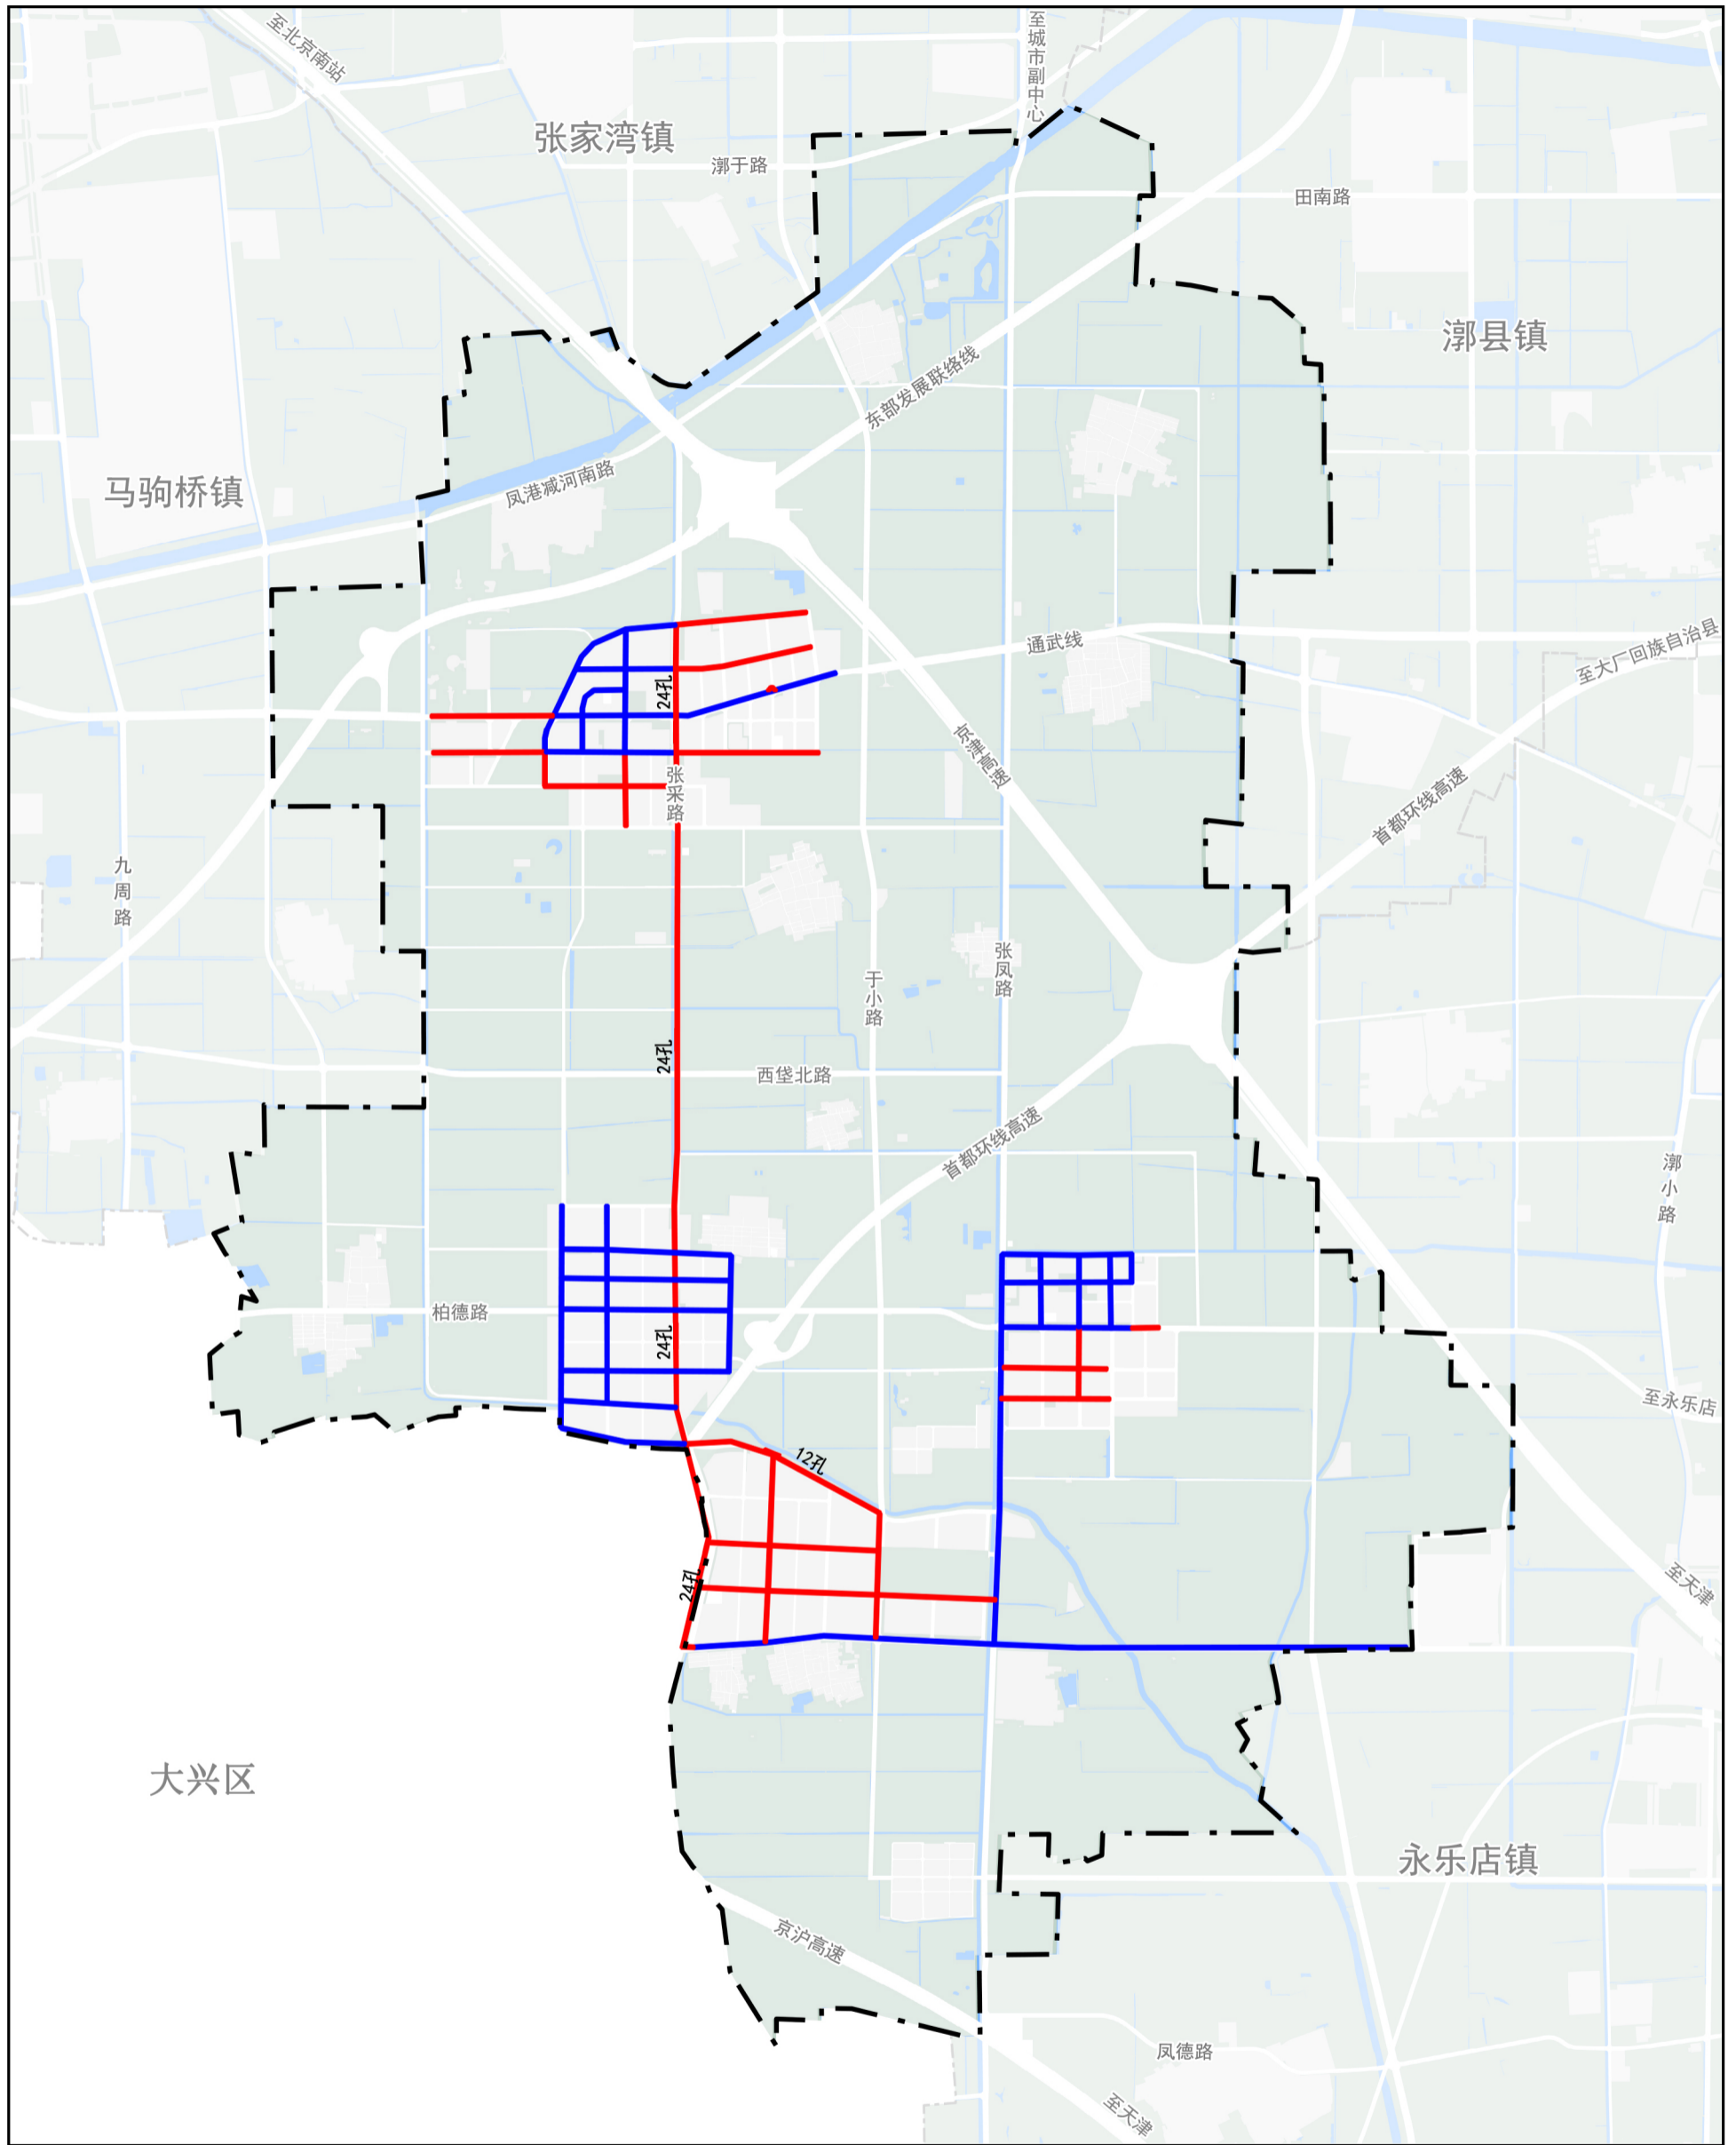 至北京南站
至城市副中心
张家湾镇
漷于路
田南路
漷县镇
东部发展联络线
马驹桥镇
凤港减河南路
通武线
至大厂回族自治县
24孔
京津高速
张采路
首都环线高速
九周路
张凤路
于小路
24孔
西垡北路
首都环线高速
漷小路
柏德路
24孔
至永乐店
12孔
24孔
至天津
大兴区
永乐店镇
京沪高速
凤德路
至天津